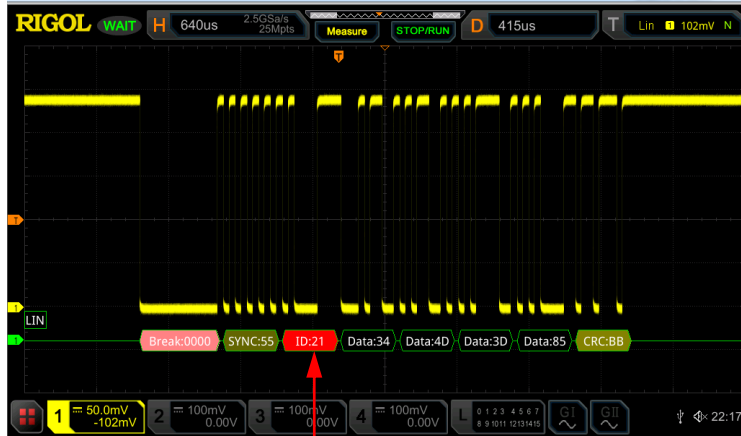 RIGOL WAIT H 640us 2.5GSa/s 25Mpts Measure STOP/RUN D 415us T Lin 1 102mV N
T
T
1
LIN
1 Break:0000 SYNC:55 ID:21 Data:34 Data:4D Data:3D Data:85 CRC:BB
1 50.0mV -102mV 2 100mV 0.00V 3 100mV 0.00V 4 100mV 0.00V L 0 1 2 3 4 5 6 7 8 9 10 11 12 13 14 15 GI GII 22:17